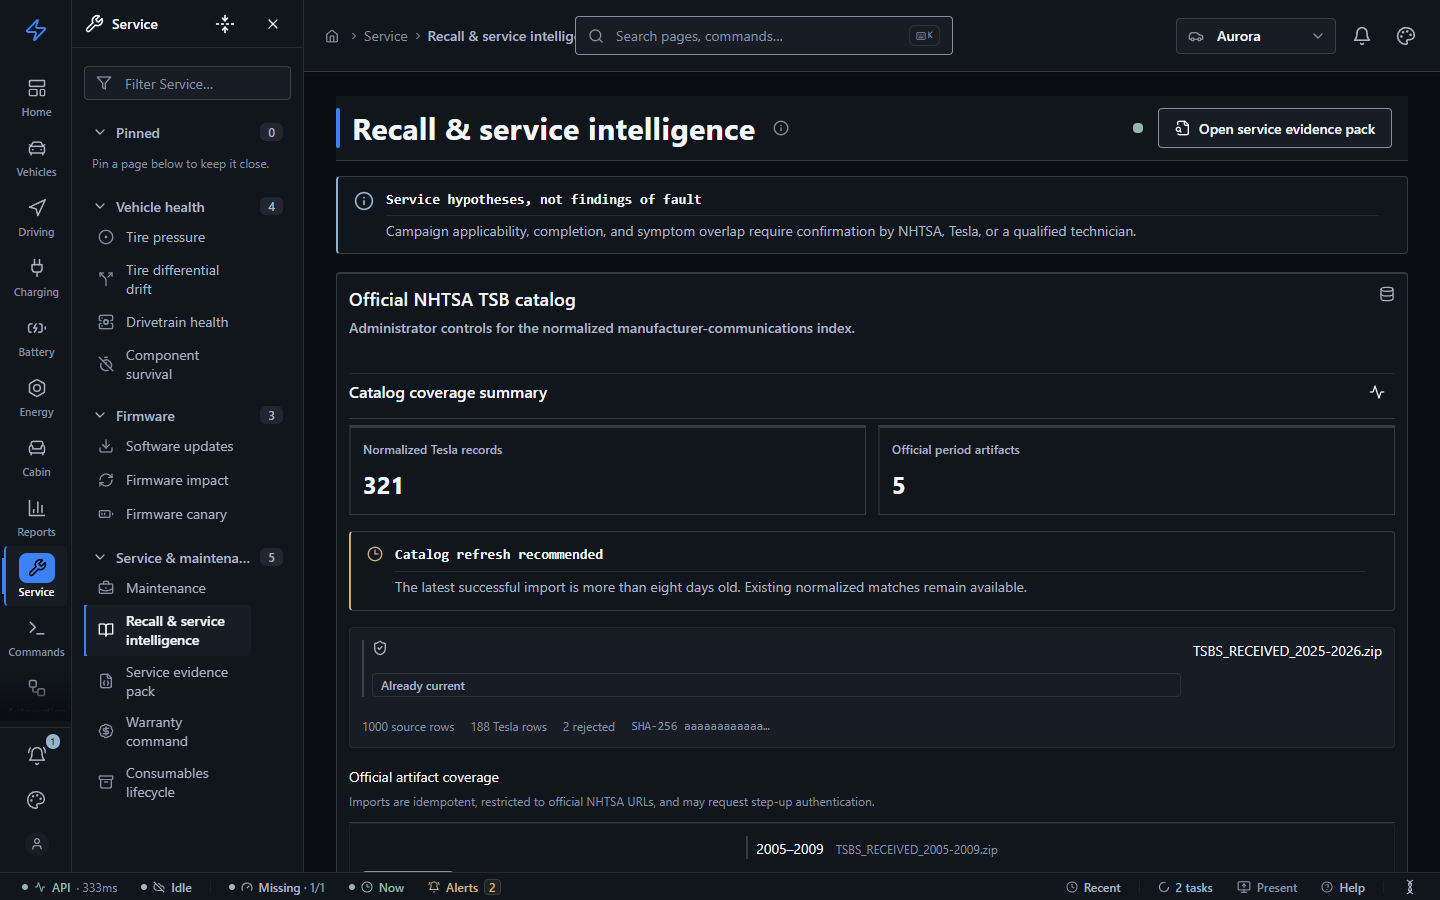 Home
Vehicles
Driving
Charging
Battery
Energy
Cabin
Reports
Service
Commands
1
Service
Filter Service...
Pinned 0
Pin a page below to keep it close.
Vehicle health 4
Tire pressure
Tire differential
drift
Drivetrain health
Component
survival
Firmware 3
Software updates
Firmware impact
Firmware canary
Service & maintena... 5
Maintenance
Recall & service
intelligence
Service evidence
pack
Warranty
command
Consumables
lifecycle
Service > Recall & service intellig
Search pages, commands... K
Aurora
Recall & service intelligence
Open service evidence pack
Service hypotheses, not findings of fault
Campaign applicability, completion, and symptom overlap require confirmation by NHTSA, Tesla, or a qualified technician.
Official NHTSA TSB catalog
Administrator controls for the normalized manufacturer-communications index.
Catalog coverage summary
Normalized Tesla records
321
Official period artifacts
5
Catalog refresh recommended
The latest successful import is more than eight days old. Existing normalized matches remain available.
TSBS_RECEIVED_2025-2026.zip
Already current
1000 source rows 188 Tesla rows 2 rejected SHA-256 aaaaaaaaaaaa…
Official artifact coverage
Imports are idempotent, restricted to official NHTSA URLs, and may request step-up authentication.
2005–2009 TSBS_RECEIVED_2005-2009.zip
API · 333ms Idle Missing · 1/1 Now Alerts 2 Recent 2 tasks Present Help